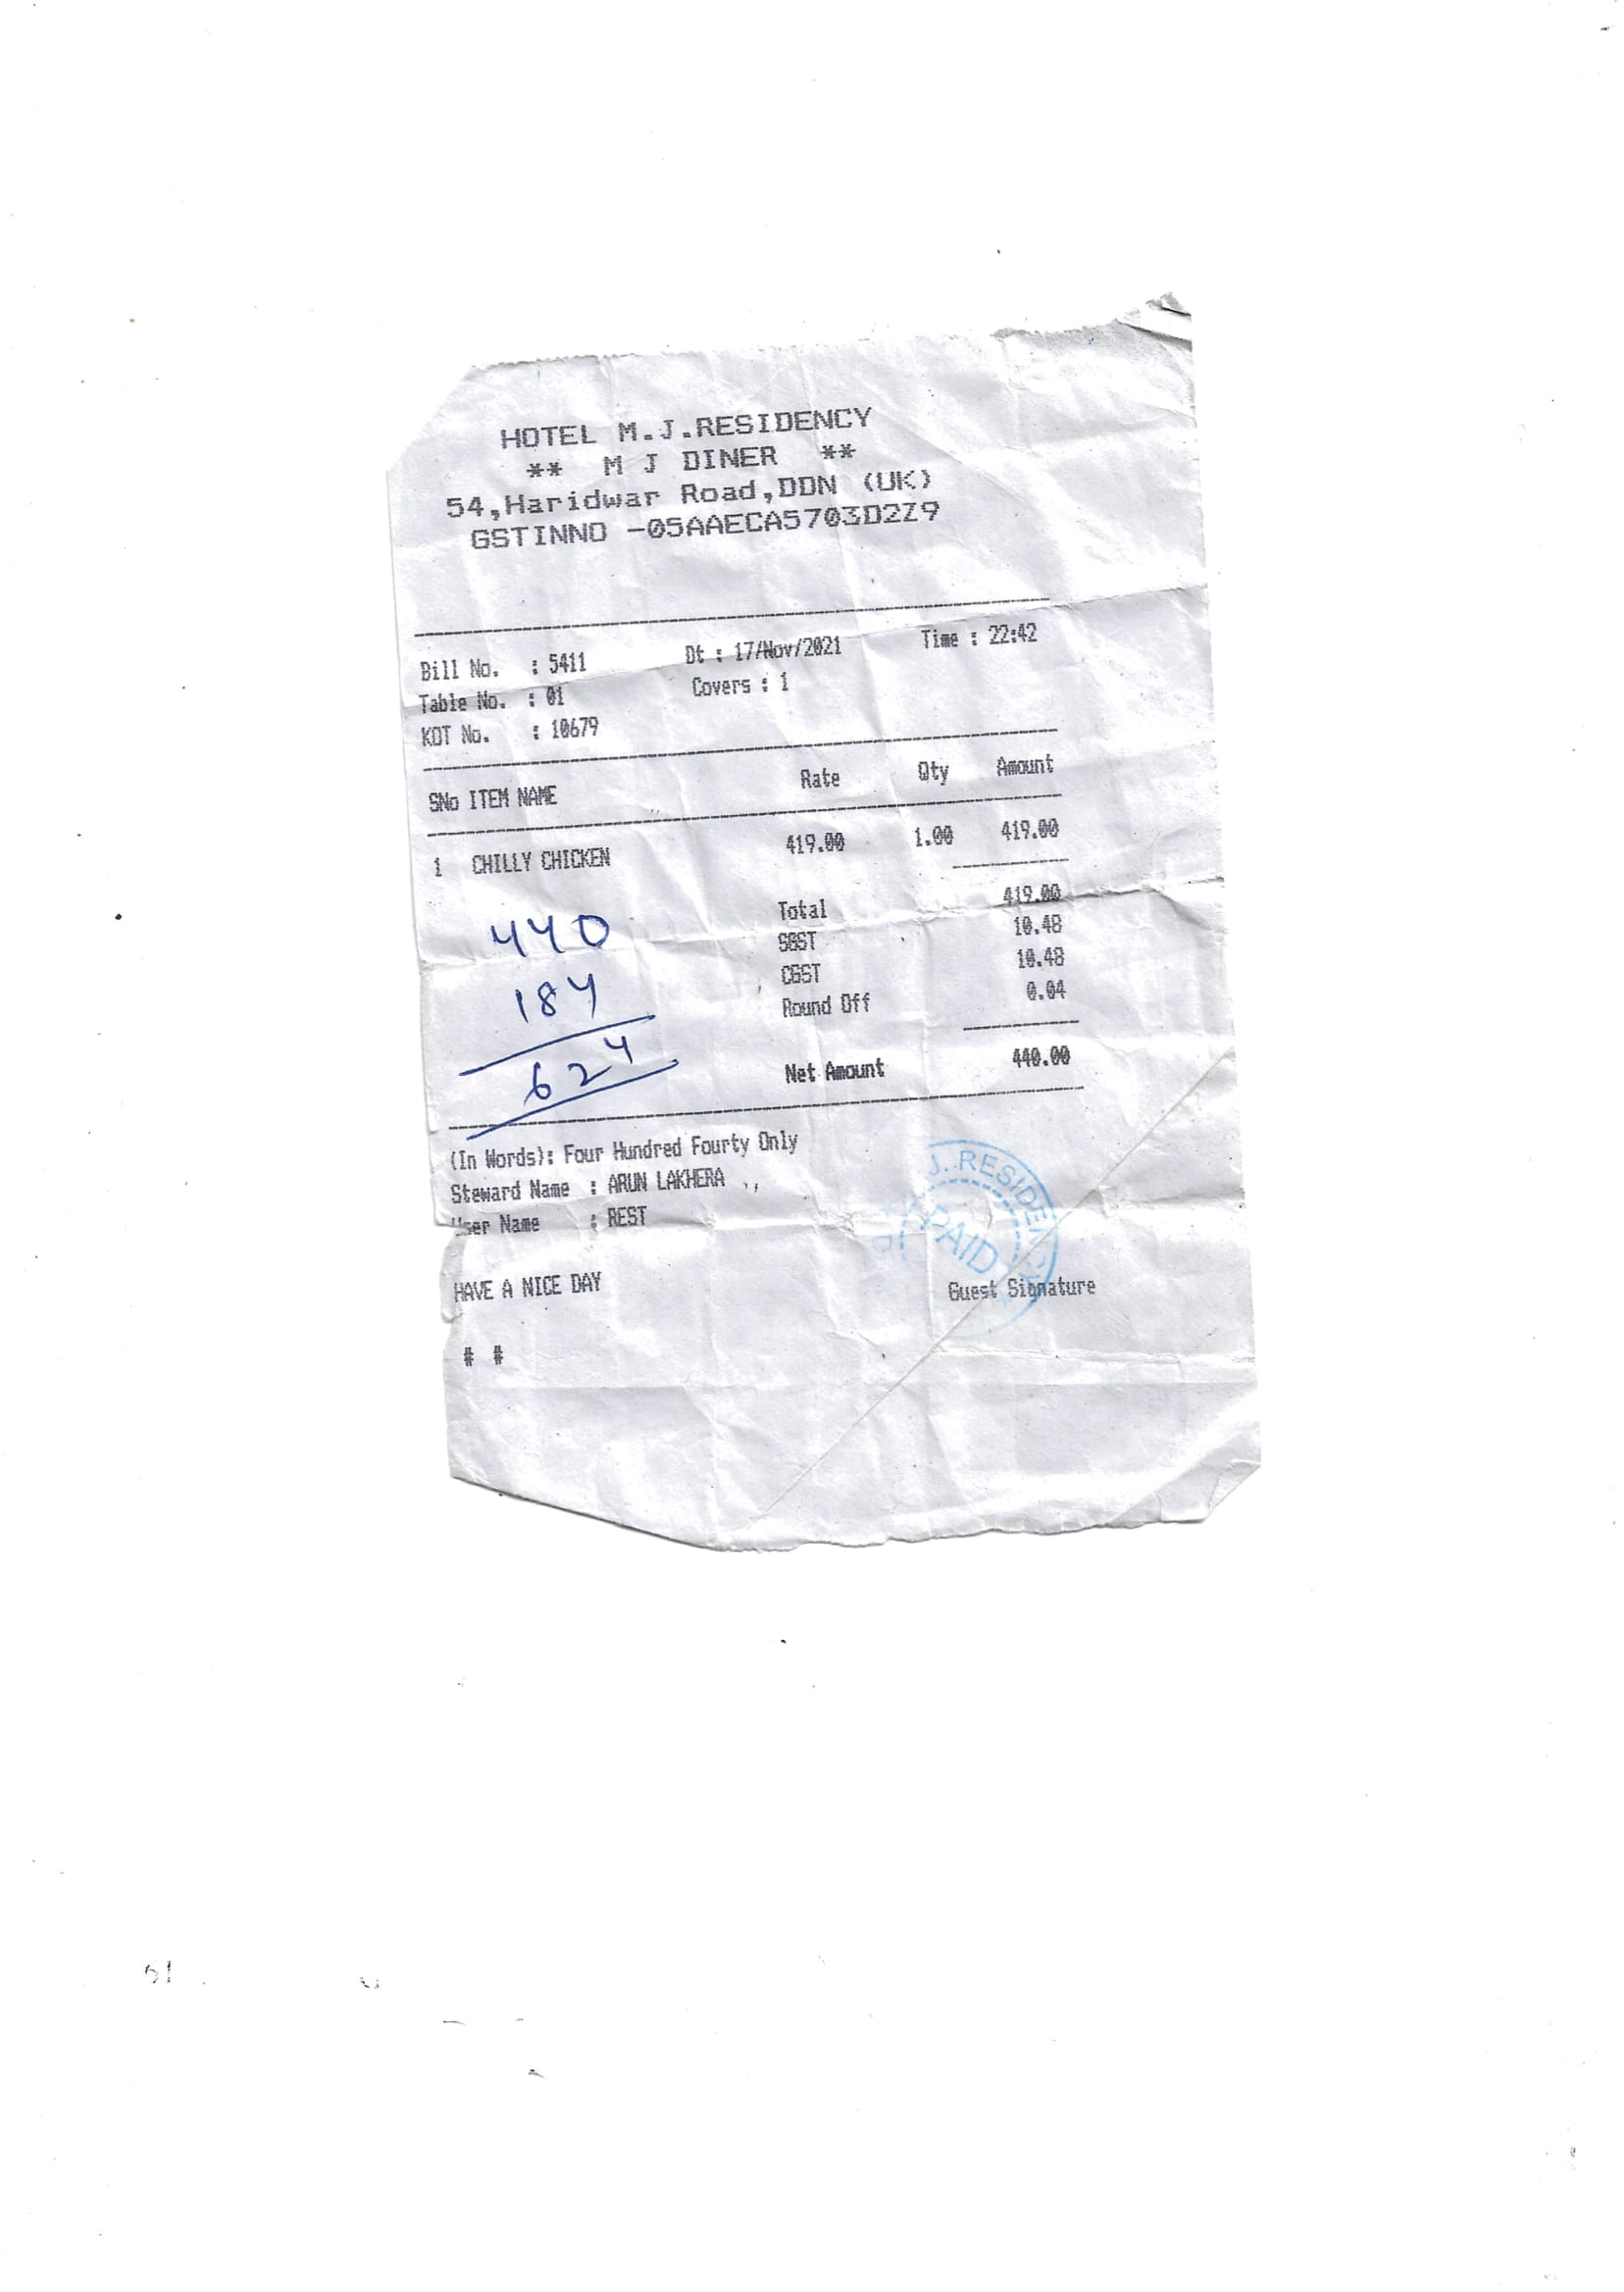 HOTEL M.J.RESIDENCY
** M J DINER **
54,Haridwar Road,DDN (UK)
GSTINNO -05AAECA5703D2Z9
Bill No. : 5411 Dt : 17/Nov/2021 Time : 22:42
Table No. : 01 Covers : 1
KOT No. : 10679
SNo ITEM NAME Rate Qty Amount
1 CHILLY CHICKEN 419.00 1.00 419.00
Total 419.00
SGST 10.48
CGST 10.48
Round Off 0.04
Net Amount 440.00
440
184
624
(In Words): Four Hundred Fourty Only
Steward Name : ARUN LAKHERA
User Name : REST
J. RESIDENCY
PAID
HAVE A NICE DAY Guest Signature
# #